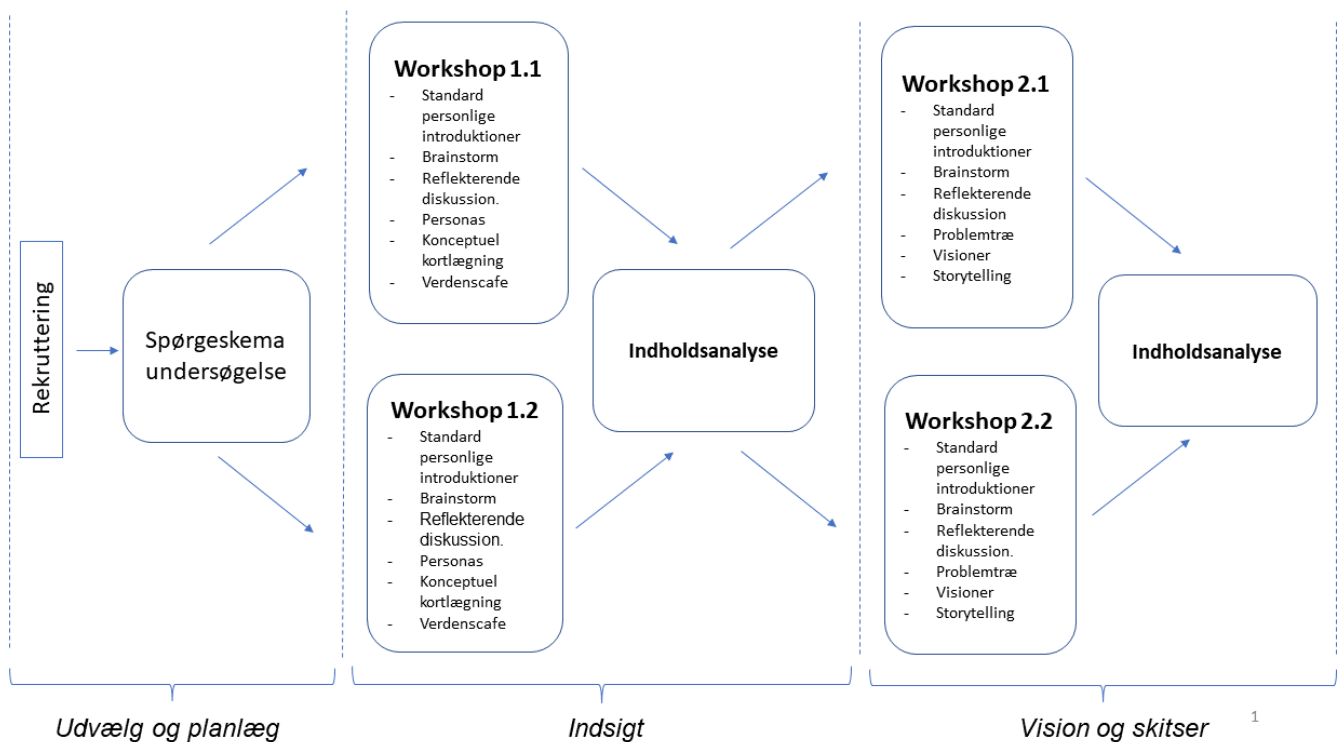 Rekruttering
Spørgeskema
undersøgelse
Workshop 1.1
- Standard
personlige
introduktioner
- Brainstorm
- Reflekterende
diskussion.
- Personas
- Konceptuel
kortlægning
- Verdenscafe
Workshop 1.2
- Standard
personlige
introduktioner
- Brainstorm
- Reflekterende
diskussion.
- Personas
- Konceptuel
kortlægning
- Verdenscafe
Indholdsanalyse
Workshop 2.1
- Standard
personlige
introduktioner
- Brainstorm
- Reflekterende
diskussion
- Problemtræ
- Visioner
- Storytelling
Workshop 2.2
- Standard
personlige
introduktioner
- Brainstorm
- Reflekterende
diskussion.
- Problemtræ
- Visioner
- Storytelling
Indholdsanalyse
Udvælg og planlæg
Indsigt
Vision og skitser
1